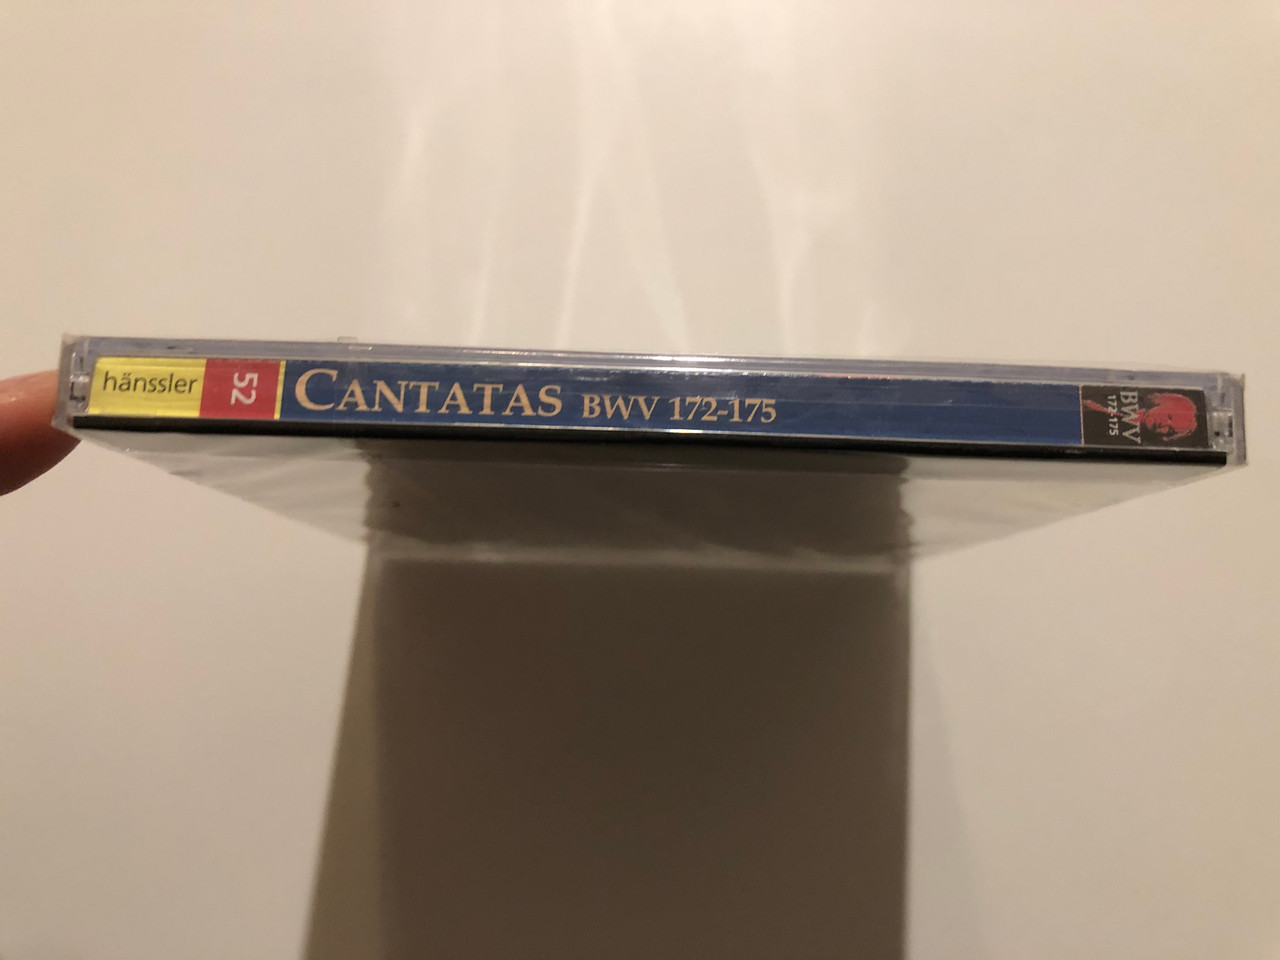 hänssler
52
CANTATAS BWV 172-175
BWV
172-175